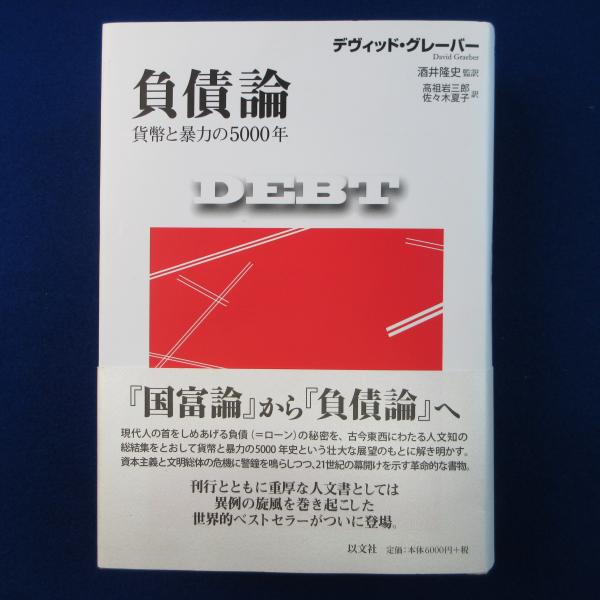 デヴィッド・グレーバー
David Graeber
酒井隆史 監訳
高祖岩三郎
佐々木夏子 訳
負債論
貨幣と暴力の5000年
DEBT
『国富論』から『負債論』へ
現代人の首をしめあげる負債(=ローン)の秘密を、古今東西にわたる人文知の
総結集をとおして貨幣と暴力の5000年史という壮大な展望のもとに解き明かす。
資本主義と文明総体の危機に警鐘を鳴らしつつ、21世紀の幕開けを示す革命的な書物。
刊行とともに重厚な人文書としては
異例の旋風を巻き起こした
世界的ベストセラーがついに登場。
以文社 定価:本体6000円+税